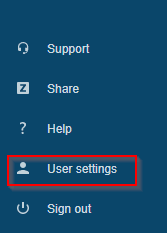 Support
Z Share
? Help
User settings
Sign out